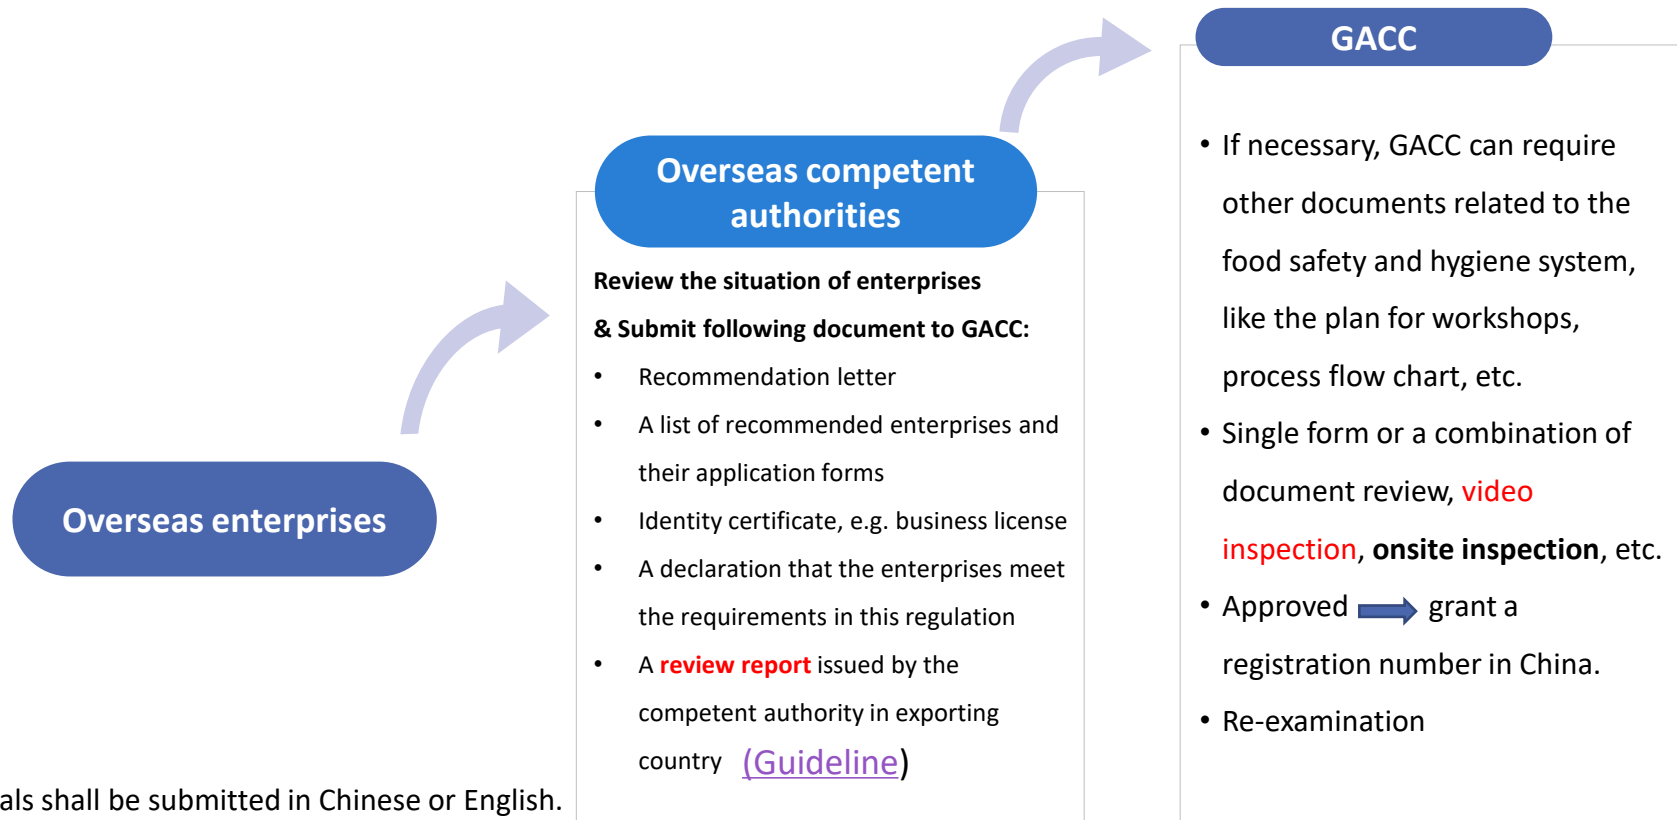 GACC
• If necessary, GACC can require
other documents related to the
food safety and hygiene system,
like the plan for workshops,
process flow chart, etc.
• Single form or a combination of
document review, video
inspection, onsite inspection, etc.
• Approved grant a
registration number in China.
• Re-examination
Overseas competent
authorities
Review the situation of enterprises
& Submit following document to GACC:
• Recommendation letter
• A list of recommended enterprises and
their application forms
• Identity certificate, e.g. business license
• A declaration that the enterprises meet
the requirements in this regulation
• A review report issued by the
competent authority in exporting
country (Guideline)
Overseas enterprises
als shall be submitted in Chinese or English.